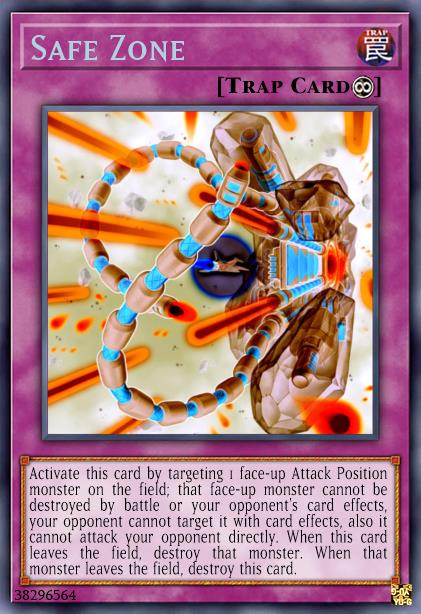 Safe Zone
TRAP
罠
[Trap Card]
Activate this card by targeting 1 face-up Attack Position
monster on the field; that face-up monster cannot be
destroyed by battle or your opponent's card effects,
your opponent cannot target it with card effects, also it
cannot attack your opponent directly. When this card
leaves the field, destroy that monster. When that
monster leaves the field, destroy this card.
38296564